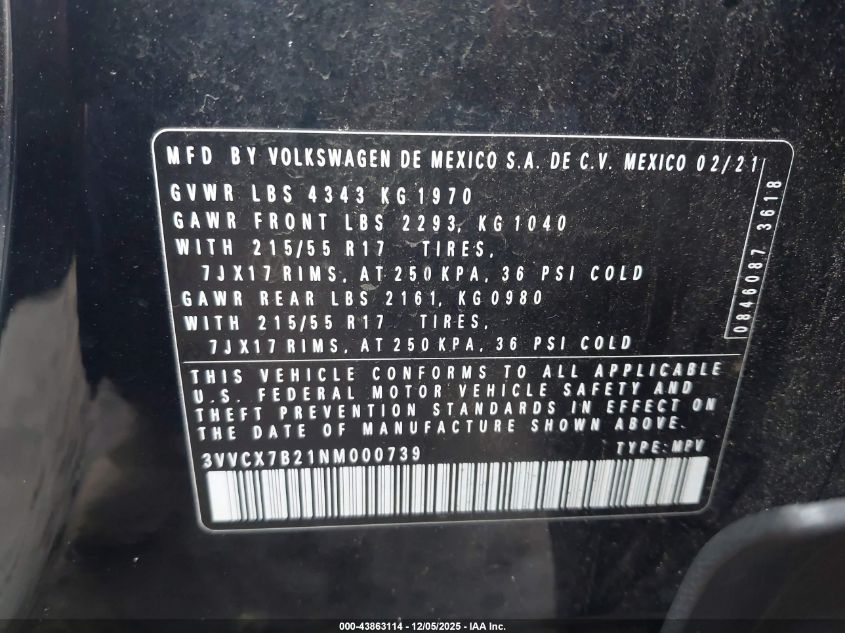 MFD BY VOLKSWAGEN DE MEXICO S.A. DE C.V. MEXICO 02/21
GVWR LBS 4343 KG 1970
GAWR FRONT LBS 2293, KG 1040
WITH 215/55 R17 TIRES,
7JX17 RIMS, AT 250 KPA, 36 PSI COLD
GAWR REAR LBS 2161, KG 0980
WITH 215/55 R17 TIRES,
7JX17 RIMS, AT 250 KPA, 36 PSI COLD
0846087 3618
THIS VEHICLE CONFORMS TO ALL APPLICABLE
U.S. FEDERAL MOTOR VEHICLE SAFETY AND
THEFT PREVENTION STANDARDS IN EFFECT ON
THE DATE OF MANUFACTURE SHOWN ABOVE.
3VVCX7B21NM000739 TYPE: MPV
000-43863114 - 12/05/2025 - IAA Inc.